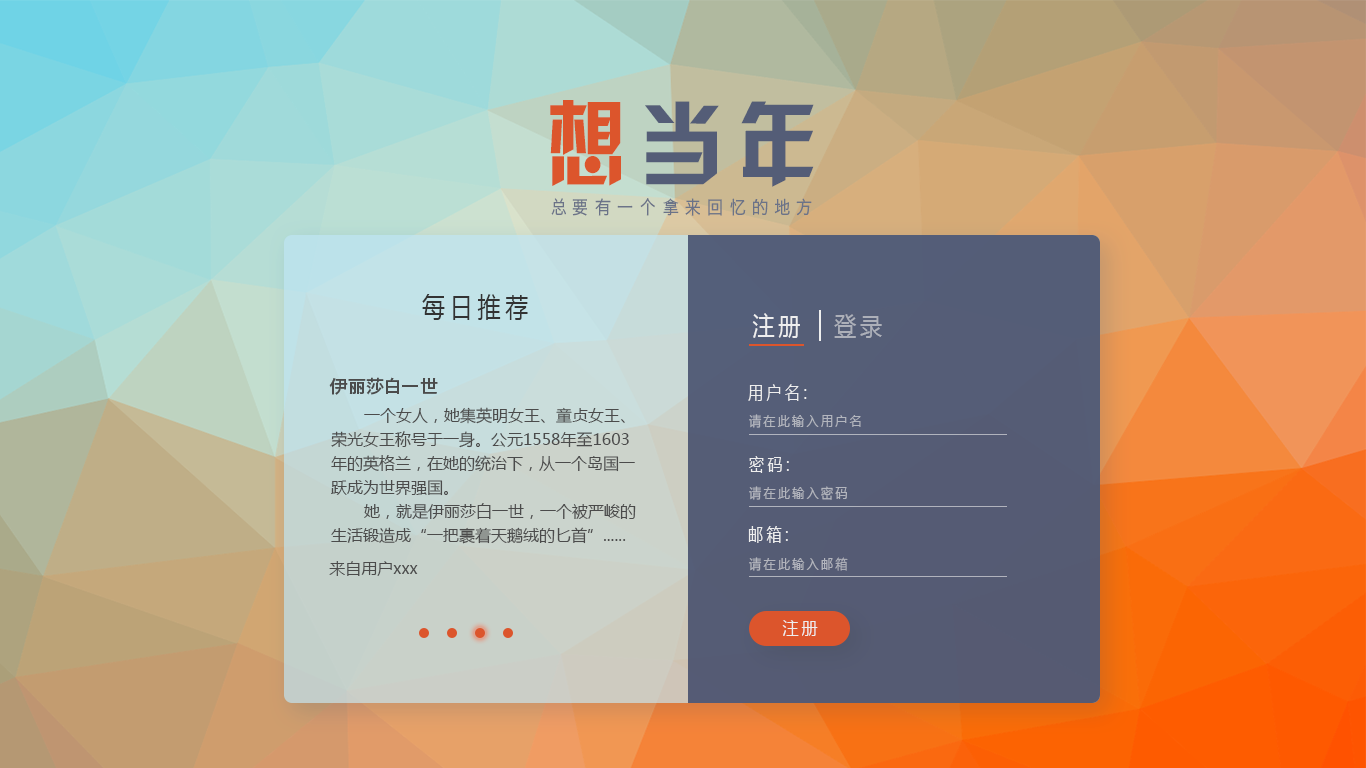 想当年
总要有一个拿来回忆的地方
每日推荐
伊丽莎白一世
一个女人，她集英明女王、童贞女王、
荣光女王称号于一身。公元1558年至1603
年的英格兰，在她的统治下，从一个岛国一
跃成为世界强国。
她，就是伊丽莎白一世，一个被严峻的
生活锻造成“一把裹着天鹅绒的匕首”......
来自用户xxx
注册 | 登录
用户名：
请在此输入用户名
密码：
请在此输入密码
邮箱：
请在此输入邮箱
注册